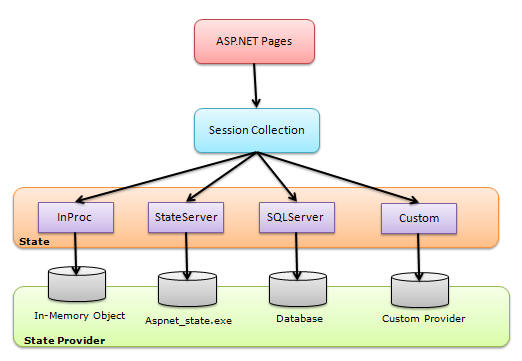 ASP.NET Pages
Session Collection
InProc
StateServer
SQLServer
Custom
State
In-Memory Object
Aspnet_state.exe
Database
Custom Provider
State Provider